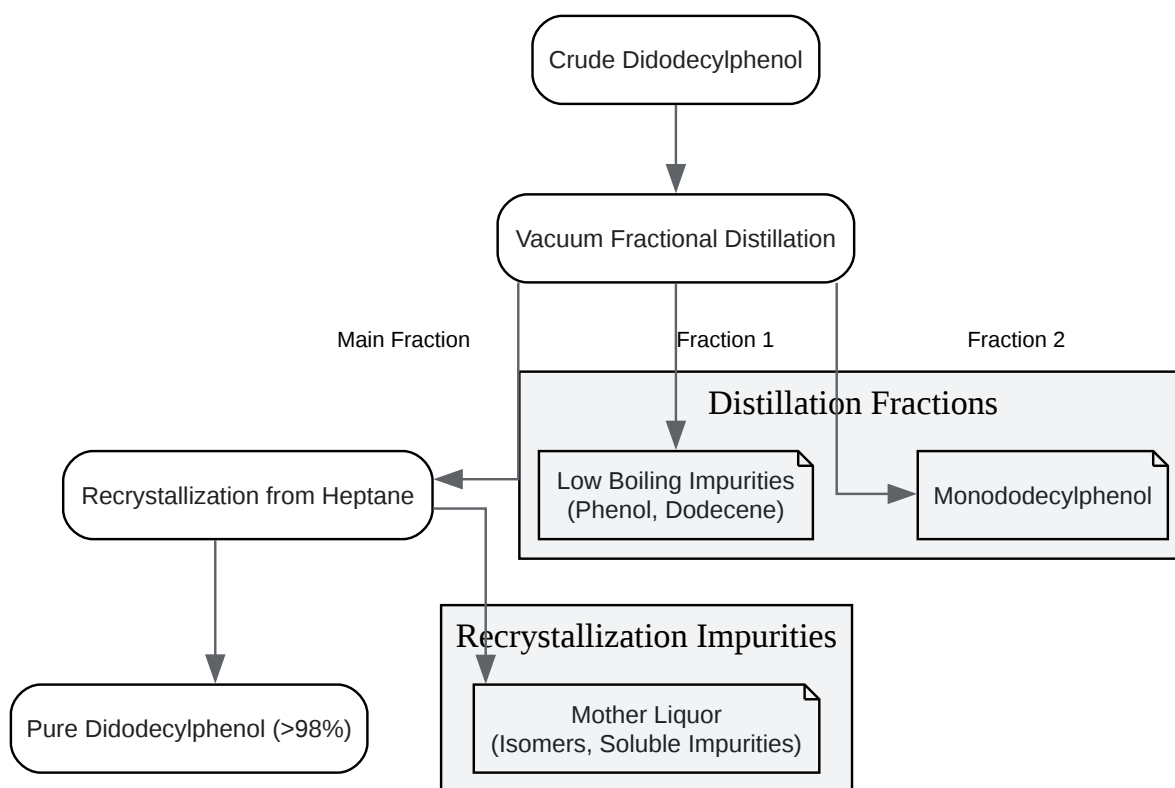 Crude Didodecylphenol
Vacuum Fractional Distillation
Main Fraction
Fraction 1
Fraction 2
Distillation Fractions
Recrystallization from Heptane
Low Boiling Impurities
(Phenol, Dodecene)
Monododecylphenol
Recrystallization Impurities
Pure Didodecylphenol (>98%)
Mother Liquor
(Isomers, Soluble Impurities)